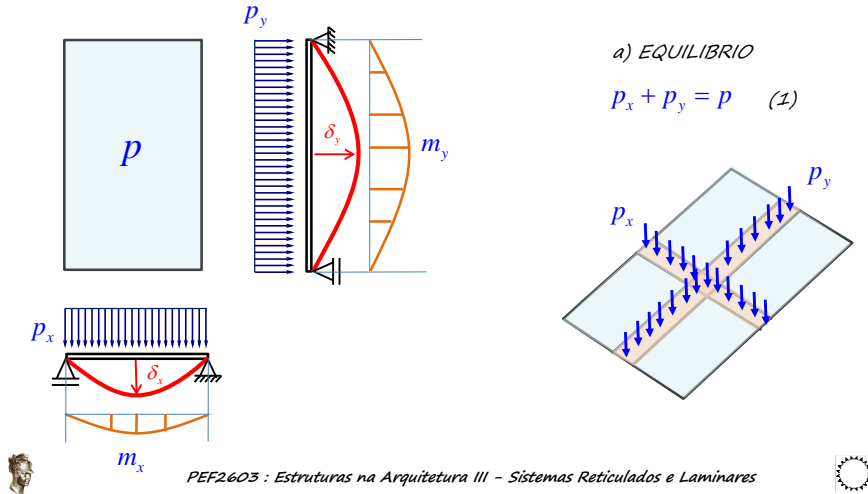 p_y
a) EQUILIBRIO
p_x + p_y = p (1)
p
δ_y
m_y
p_y
p_x
p_x
δ_x
m_x
PEF2603 : Estruturas na Arquitetura III - Sistemas Reticulados e Laminares